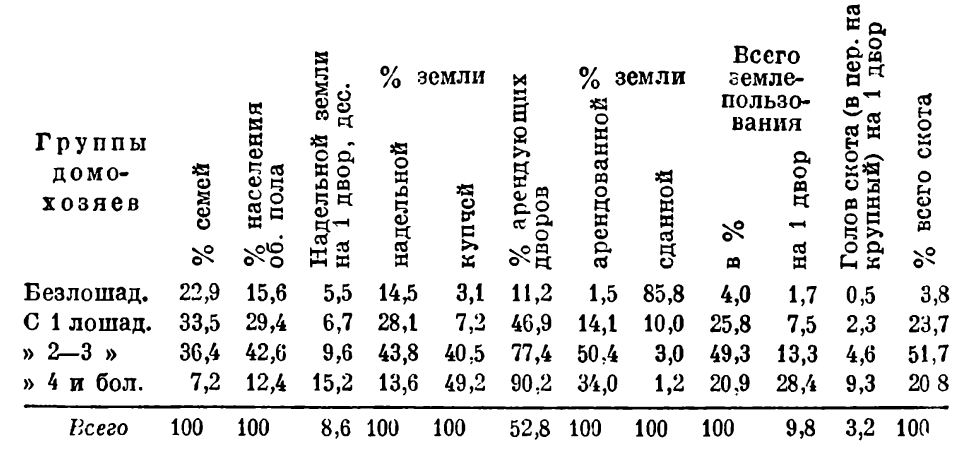 Группы домохозяев
% семей
% населения об. пола
Надельной земли на 1 двор, дес.
% земли
надельной
купчей
% арендующих дворов
% земли
арендованной
сданной
Всего землепользования
в %
на 1 двор
Голов скота (в пер. на крупный) на 1 двор
% всего скота
Безлошад. 22,9 15,6 5,5 14,5 3,1 11,2 1,5 85,8 4,0 1,7 0,5 3,8
С 1 лошад. 33,5 29,4 6,7 28,1 7,2 46,9 14,1 10,0 25,8 7,5 2,3 23,7
» 2—3 » 36,4 42,6 9,6 43,8 40,5 77,4 50,4 3,0 49,3 13,3 4,6 51,7
» 4 и бол. 7,2 12,4 15,2 13,6 49,2 90,2 34,0 1,2 20,9 28,4 9,3 20 8
Всего 100 100 8,6 100 100 52,8 100 100 100 9,8 3,2 100